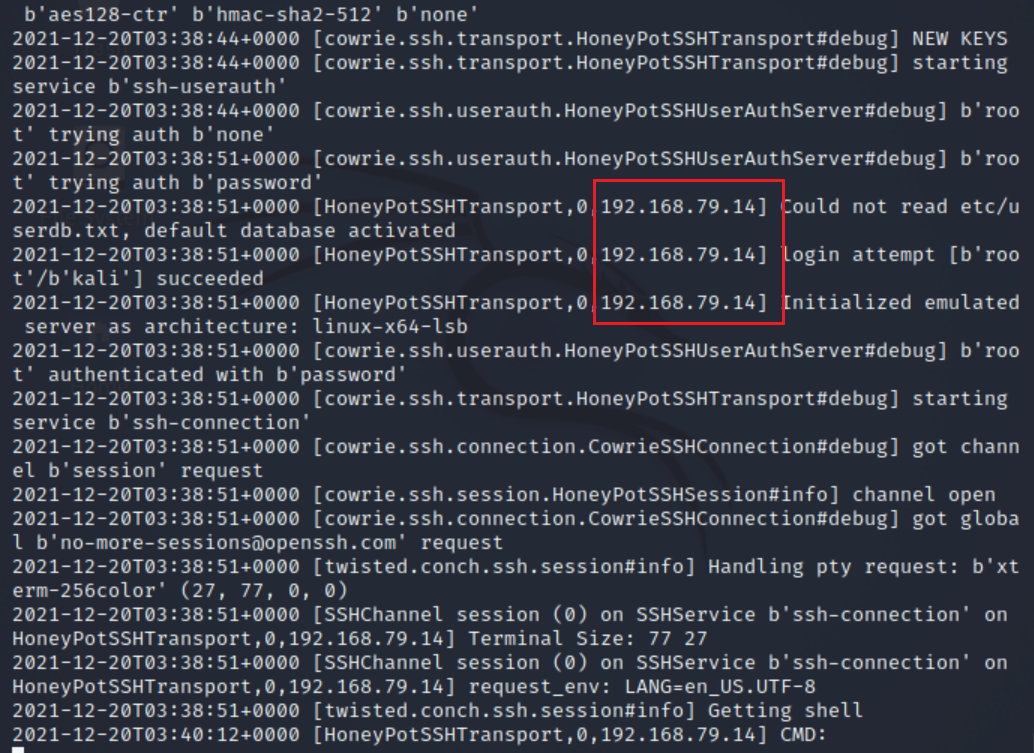 b'aes128-ctr' b'hmac-sha2-512' b'none'
2021-12-20T03:38:44+0000 [cowrie.ssh.transport.HoneyPotSSHTransport#debug] NEW KEYS
2021-12-20T03:38:44+0000 [cowrie.ssh.transport.HoneyPotSSHTransport#debug] starting
service b'ssh-userauth'
2021-12-20T03:38:44+0000 [cowrie.ssh.userauth.HoneyPotSSHUserAuthServer#debug] b'roo
t' trying auth b'none'
2021-12-20T03:38:51+0000 [cowrie.ssh.userauth.HoneyPotSSHUserAuthServer#debug] b'roo
t' trying auth b'password'
2021-12-20T03:38:51+0000 [HoneyPotSSHTransport,0,192.168.79.14] Could not read etc/u
serdb.txt, default database activated
2021-12-20T03:38:51+0000 [HoneyPotSSHTransport,0,192.168.79.14] login attempt [b'roo
t'/b'kali'] succeeded
2021-12-20T03:38:51+0000 [HoneyPotSSHTransport,0,192.168.79.14] Initialized emulated
server as architecture: linux-x64-lsb
2021-12-20T03:38:51+0000 [cowrie.ssh.userauth.HoneyPotSSHUserAuthServer#debug] b'roo
t' authenticated with b'password'
2021-12-20T03:38:51+0000 [cowrie.ssh.transport.HoneyPotSSHTransport#debug] starting
service b'ssh-connection'
2021-12-20T03:38:51+0000 [cowrie.ssh.connection.CowrieSSHConnection#debug] got chann
el b'session' request
2021-12-20T03:38:51+0000 [cowrie.ssh.session.HoneyPotSSHSession#info] channel open
2021-12-20T03:38:51+0000 [cowrie.ssh.connection.CowrieSSHConnection#debug] got globa
l b'no-more-sessions@openssh.com' request
2021-12-20T03:38:51+0000 [twisted.conch.ssh.session#info] Handling pty request: b'xt
erm-256color' (27, 77, 0, 0)
2021-12-20T03:38:51+0000 [SSHChannel session (0) on SSHService b'ssh-connection' on
HoneyPotSSHTransport,0,192.168.79.14] Terminal Size: 77 27
2021-12-20T03:38:51+0000 [SSHChannel session (0) on SSHService b'ssh-connection' on
HoneyPotSSHTransport,0,192.168.79.14] request_env: LANG=en_US.UTF-8
2021-12-20T03:38:51+0000 [twisted.conch.ssh.session#info] Getting shell
2021-12-20T03:40:12+0000 [HoneyPotSSHTransport,0,192.168.79.14] CMD: